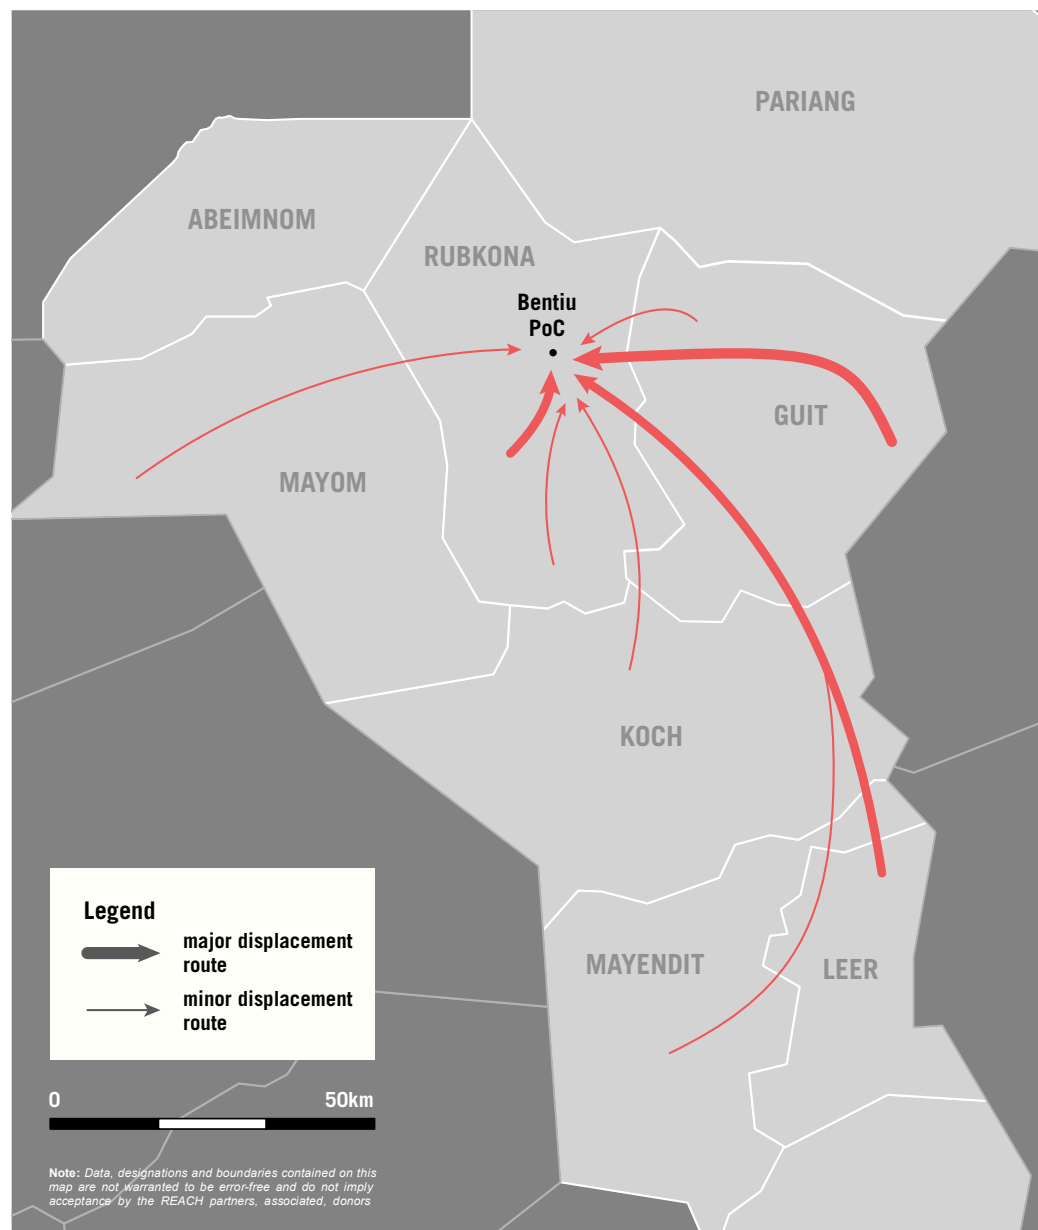 PARIANG
ABEIMNOM
RUBKONA
Bentiu
PoC
GUIT
MAYOM
KOCH
MAYENDIT
LEER
Legend
major displacement
route
minor displacement
route
0 50km
Note: Data, designations and boundaries contained on this
map are not warranted to be error-free and do not imply
acceptance by the REACH partners, associated, donors